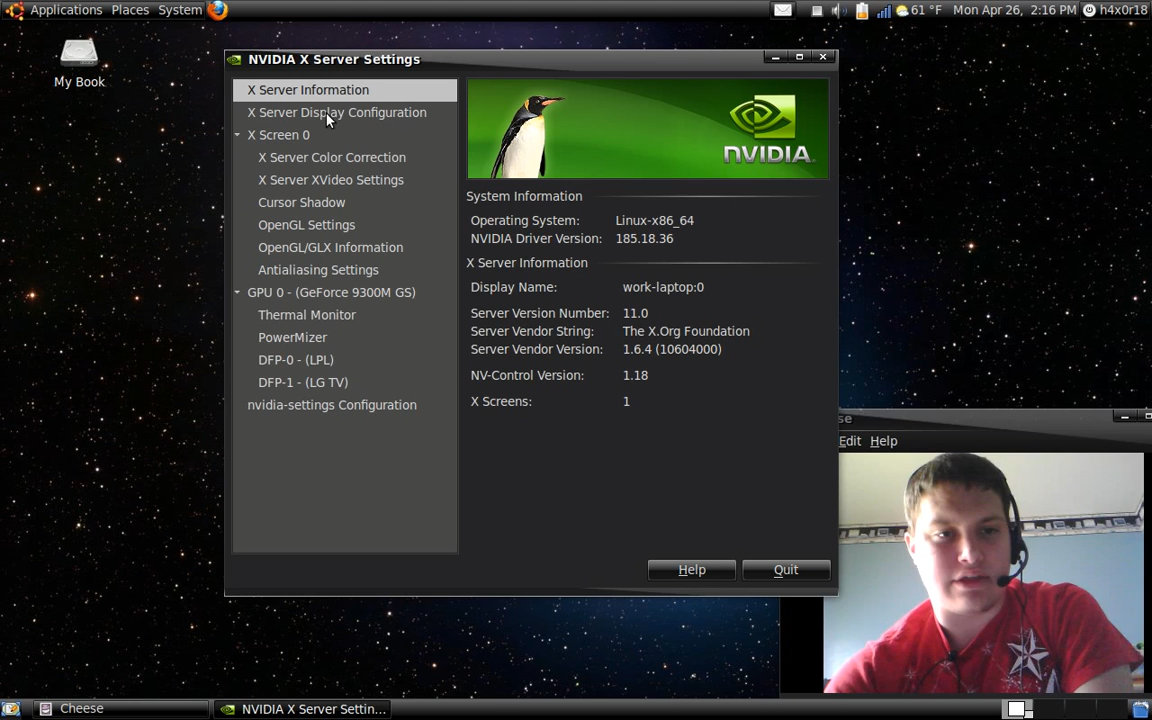 Applications Places System 61 °F Mon Apr 26, 2:16 PM h4x0r18
My Book
NVIDIA X Server Settings
X Server Information
X Server Display Configuration
X Screen 0
X Server Color Correction
X Server XVideo Settings
Cursor Shadow
OpenGL Settings
OpenGL/GLX Information
Antialiasing Settings
GPU 0 - (GeForce 9300M GS)
Thermal Monitor
PowerMizer
DFP-0 - (LPL)
DFP-1 - (LG TV)
nvidia-settings Configuration
NVIDIA.
System Information
Operating System: Linux-x86_64
NVIDIA Driver Version: 185.18.36
X Server Information
Display Name: work-laptop:0
Server Version Number: 11.0
Server Vendor String: The X.Org Foundation
Server Vendor Version: 1.6.4 (10604000)
NV-Control Version: 1.18
X Screens: 1
Help Quit
se
Edit Help
Cheese NVIDIA X Server Settin...